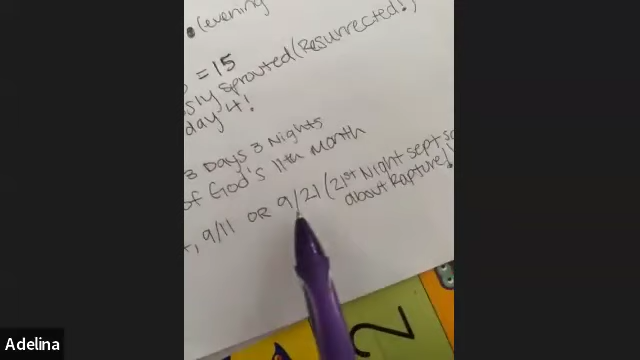 (evening
= 15
sly sprouted (Resurrected!)
day 4!
3 Days 3 Nights
of God's 11th Month
, 9/11 OR 9/21 (21st Night Sept
about Rapture)!
2
Adelina